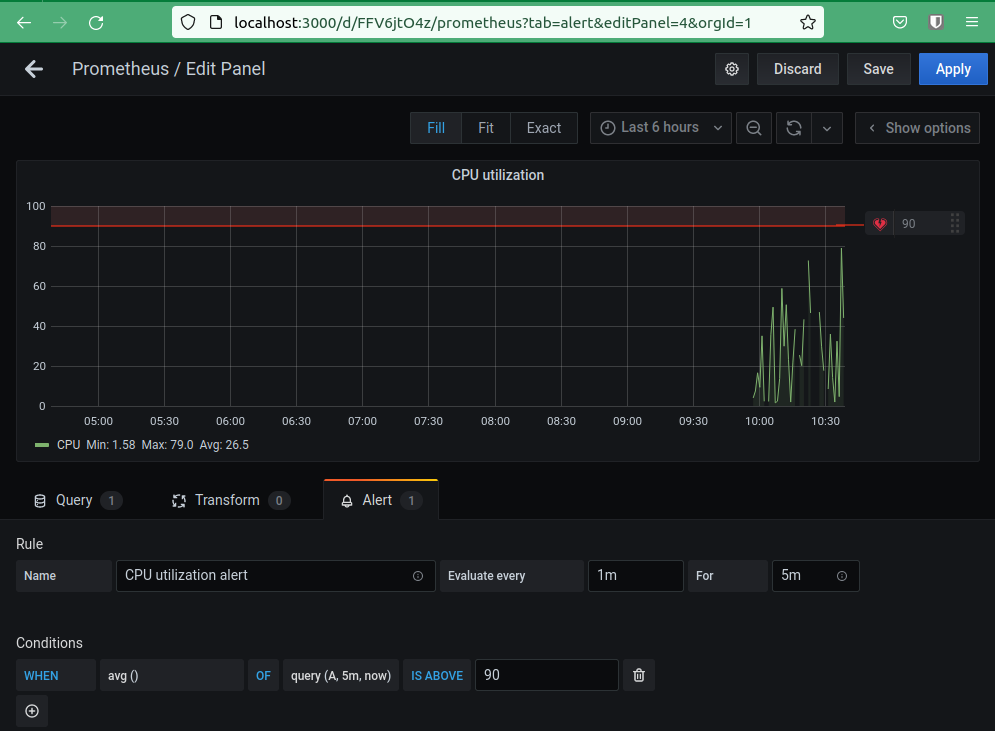 localhost:3000/d/FFV6jtO4z/prometheus?tab=alert&editPanel=4&orgId=1
Prometheus / Edit Panel
Discard
Save
Apply
Fill
Fit
Exact
Last 6 hours
Show options
CPU utilization
100
80
60
40
20
0
90
05:00 05:30 06:00 06:30 07:00 07:30 08:00 08:30 09:00 09:30 10:00 10:30
CPU Min: 1.58 Max: 79.0 Avg: 26.5
Query 1
Transform 0
Alert 1
Rule
Name CPU utilization alert Evaluate every 1m For 5m
Conditions
WHEN avg () OF query (A, 5m, now) IS ABOVE 90